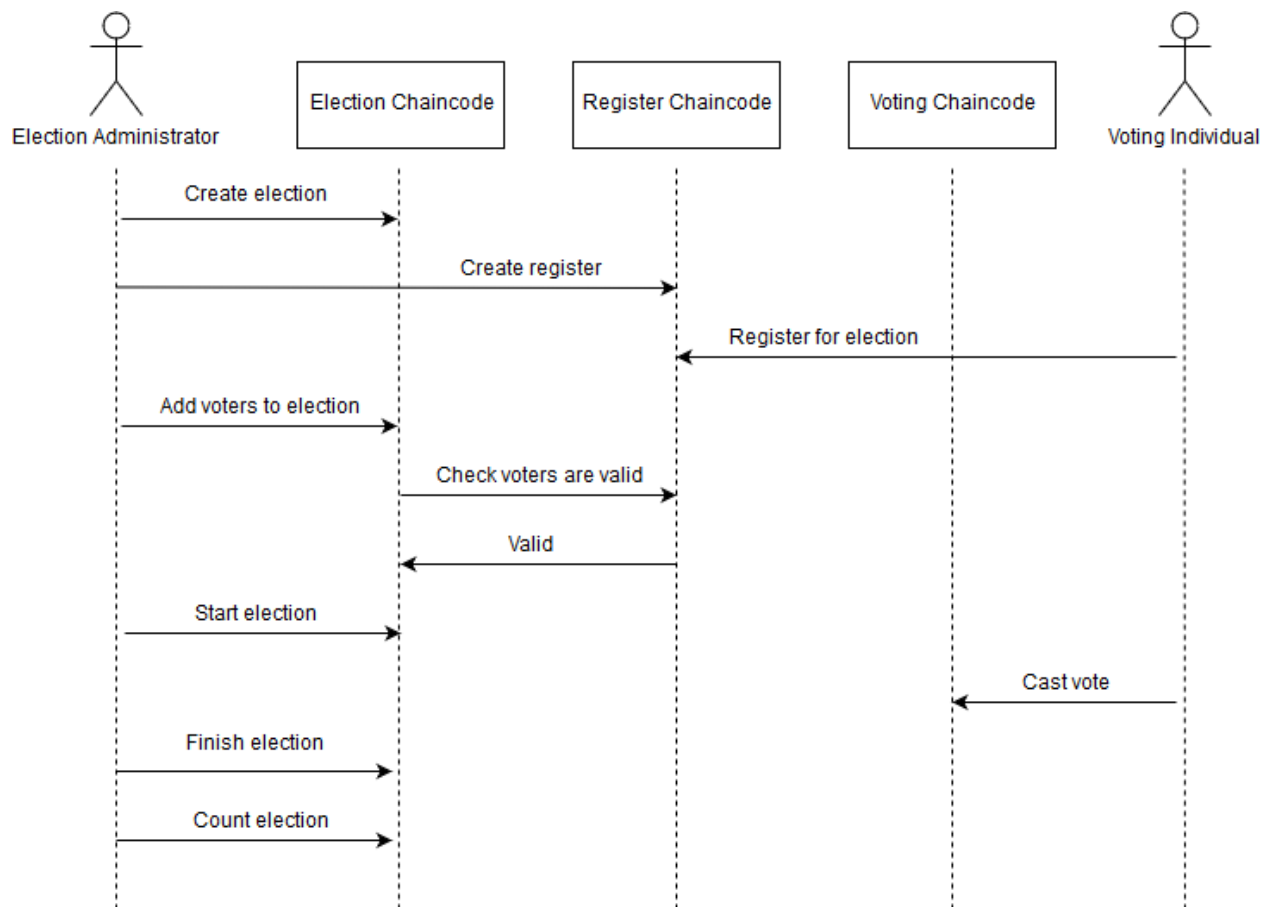 Election Administrator
Election Chaincode
Register Chaincode
Voting Chaincode
Voting Individual
Create election
Create register
Register for election
Add voters to election
Check voters are valid
Valid
Start election
Cast vote
Finish election
Count election